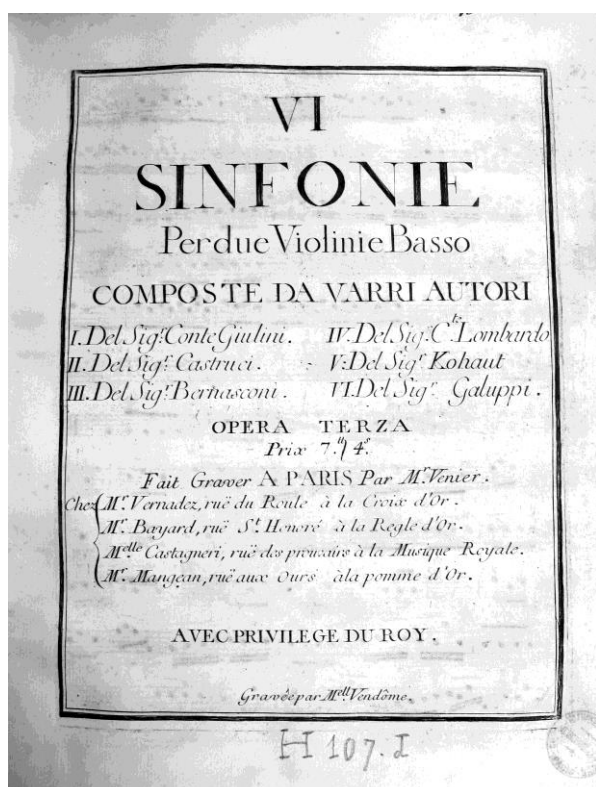 VI
SINFONIE
Per due Violini e Basso
COMPOSTE DA VARRI AUTORI
I. Del Sig.r Conte Giulini. IV. Del Sig.r C.te Lombardo
II. Del Sig.r Castruci. V. Del Sig.r Kohaut
III. Del Sig.r Bernasconi. VI. Del Sig.r Galuppi.
OPERA TERZA
Prix 7.tt 4.s
Fait Graver A PARIS Par M.r Venier.
Chez M.r Vernadez, ruë du Roule à la Croix d'Or.
M.r Bayard, ruë S.t Honoré à la Regle d'Or.
M.elle Castagneri, ruë des prouvairs à la Musique Royale.
M.r Mangean, ruë aux Ours à la pomme d'Or.
AVEC PRIVILEGE DU ROY.
Gravée par M.ell Vendôme.
H 107. I